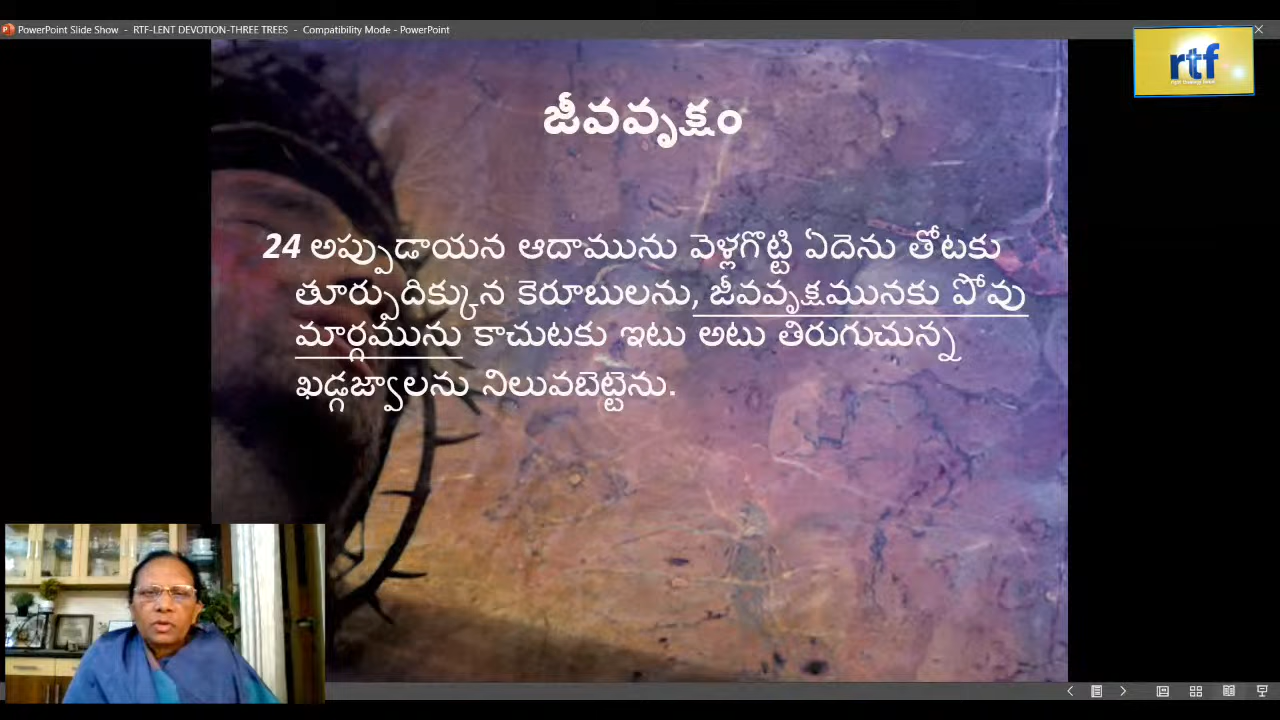 PowerPoint Slide Show - RTF-LENT DEVOTION-THREE TREES - Compatibility Mode - PowerPoint
rtf
జీవవృక్షం
24 అప్పుడాయన ఆదామును వెళ్లగొట్టి ఏదెను తోటకు
తూర్పుదిక్కున కెరూబులను, జీవవృక్షమునకు పోవు
మార్గమును కాచుటకు ఇటు అటు తిరుగుచున్న
ఖడ్గజ్వాలను నిలువబెట్టెను.